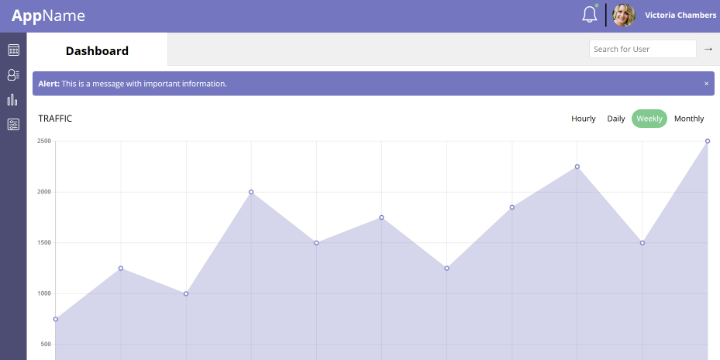 AppName
Victoria Chambers
Dashboard
Search for User
→
Alert: This is a message with important information.
×
TRAFFIC
Hourly Daily Weekly Monthly
2500
2000
1500
1000
500